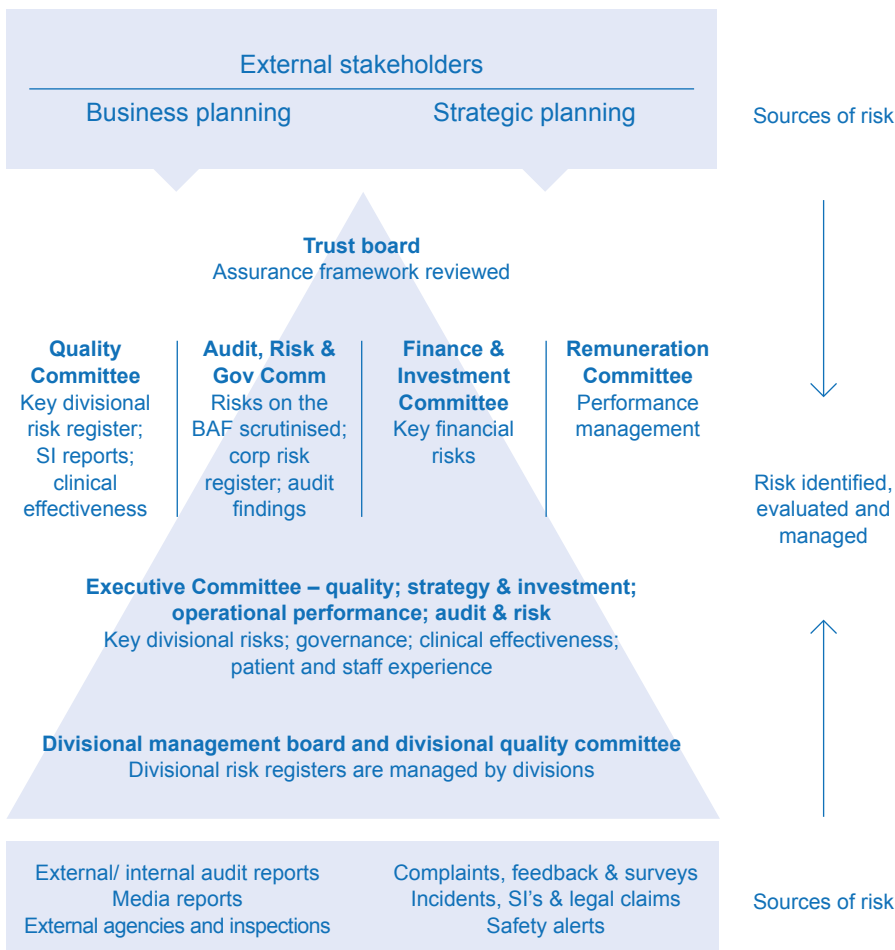 External stakeholders
Business planning
Strategic planning
Sources of risk
Trust board
Assurance framework reviewed
Quality
Committee
Key divisional
risk register;
SI reports;
clinical
effectiveness
Audit, Risk &
Gov Comm
Risks on the
BAF scrutinised;
corp risk
register; audit
findings
Finance &
Investment
Committee
Key financial
risks
Remuneration
Committee
Performance
management
Risk identified,
evaluated and
managed
Executive Committee – quality; strategy & investment;
operational performance; audit & risk
Key divisional risks; governance; clinical effectiveness;
patient and staff experience
Divisional management board and divisional quality committee
Divisional risk registers are managed by divisions
External/ internal audit reports
Media reports
External agencies and inspections
Complaints, feedback & surveys
Incidents, SI's & legal claims
Safety alerts
Sources of risk